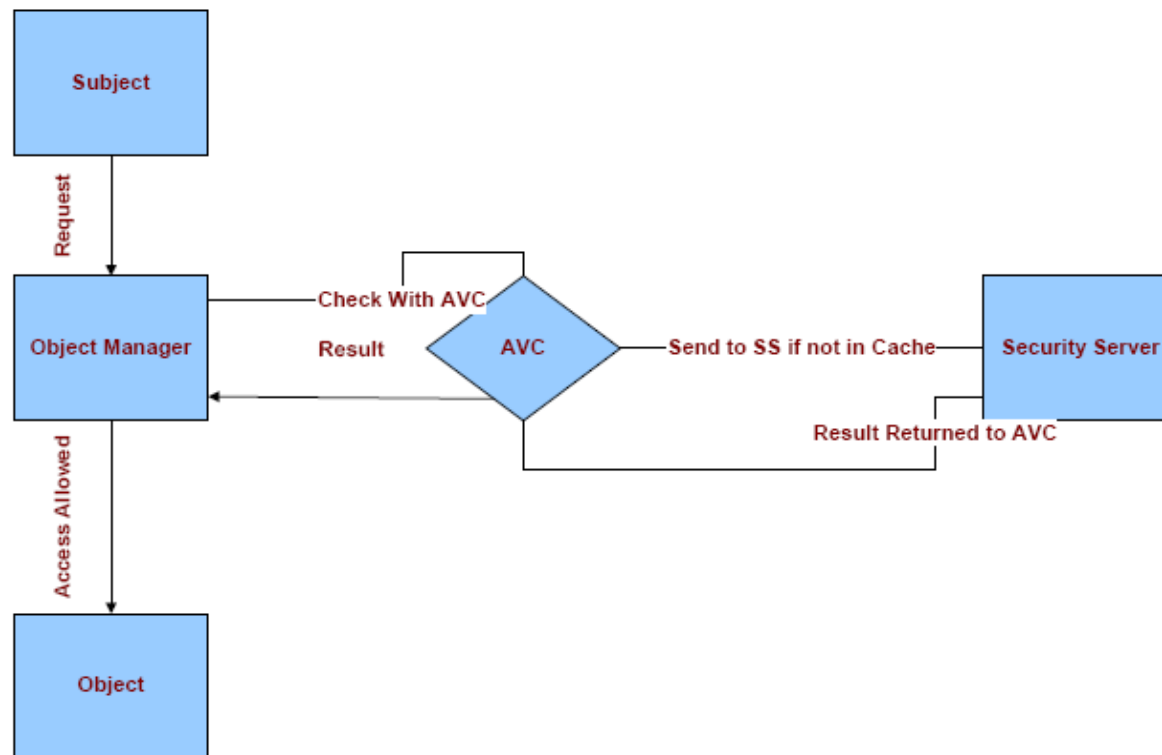 Subject
Request
Check With AVC
Object Manager
Result
AVC
Send to SS if not in Cache
Security Server
Result Returned to AVC
Access Allowed
Object